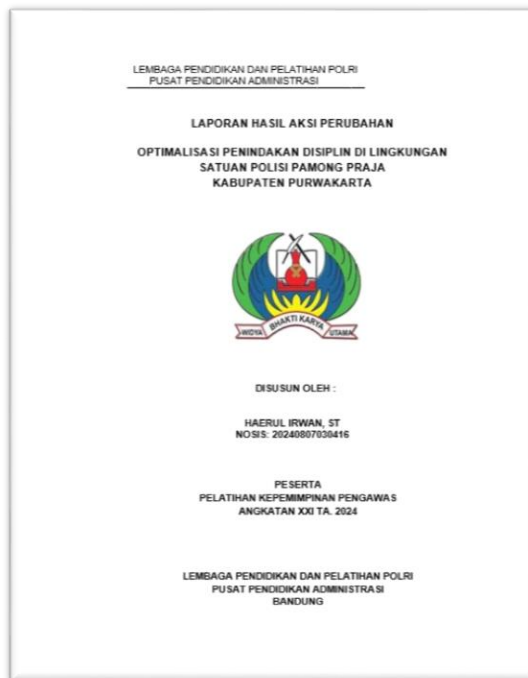 LEMBAGA PENDIDIKAN DAN PELATIHAN POLRI
PUSAT PENDIDIKAN ADMINISTRASI
LAPORAN HASIL AKSI PERUBAHAN
OPTIMALISASI PENINDAKAN DISIPLIN DI LINGKUNGAN
SATUAN POLISI PAMONG PRAJA
KABUPATEN PURWAKARTA
WIDYA BHAKTI KARYA UTAMA
DISUSUN OLEH :
HAERUL IRWAN, ST
NOSIS: 20240807030416
PESERTA
PELATIHAN KEPEMIMPINAN PENGAWAS
ANGKATAN XXI TA. 2024
LEMBAGA PENDIDIKAN DAN PELATIHAN POLRI
PUSAT PENDIDIKAN ADMINISTRASI
BANDUNG